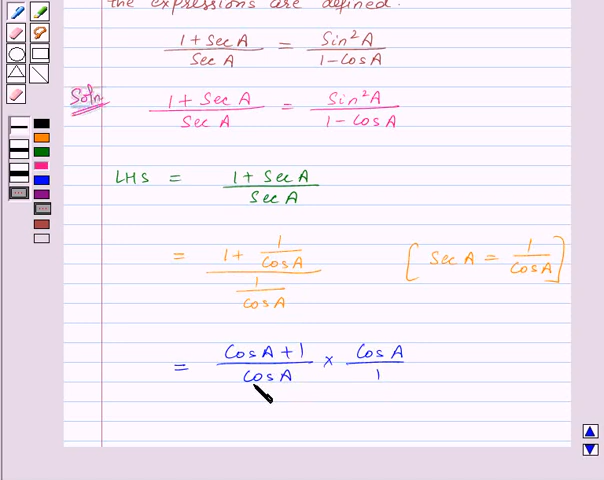 the expressions are defined.
(1 + Sec A)/(Sec A) = (Sin²A)/(1 - Cos A)
Soln (1 + Sec A)/(Sec A) = (Sin²A)/(1 - Cos A)
LHS = (1 + Sec A)/(Sec A)
= (1 + 1/(Cos A))/(1/(Cos A)) [Sec A = 1/(Cos A)]
= (Cos A + 1)/(Cos A) × (Cos A)/1